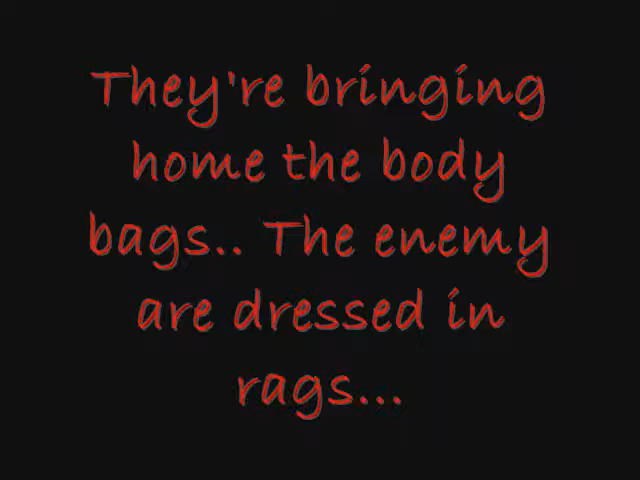 They're bringing
home the body
bags.. The enemy
are dressed in
rags...